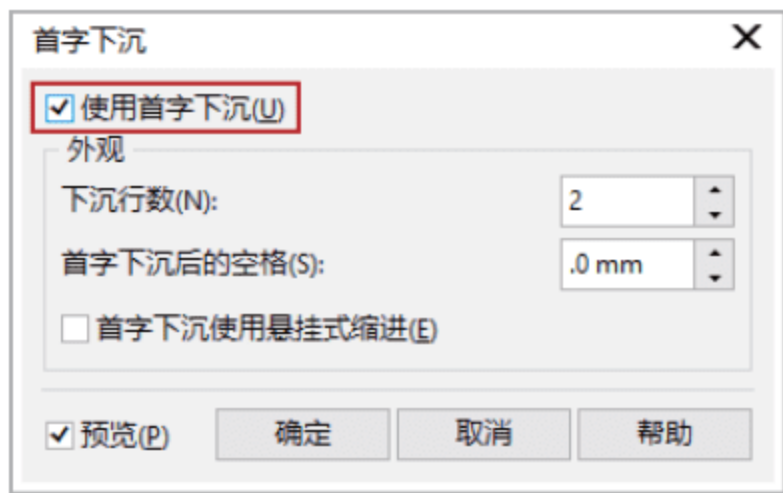 首字下沉
使用首字下沉(U)
外观
下沉行数(N): 2
首字下沉后的空格(S): .0 mm
首字下沉使用悬挂式缩进(E)
预览(P) 确定 取消 帮助